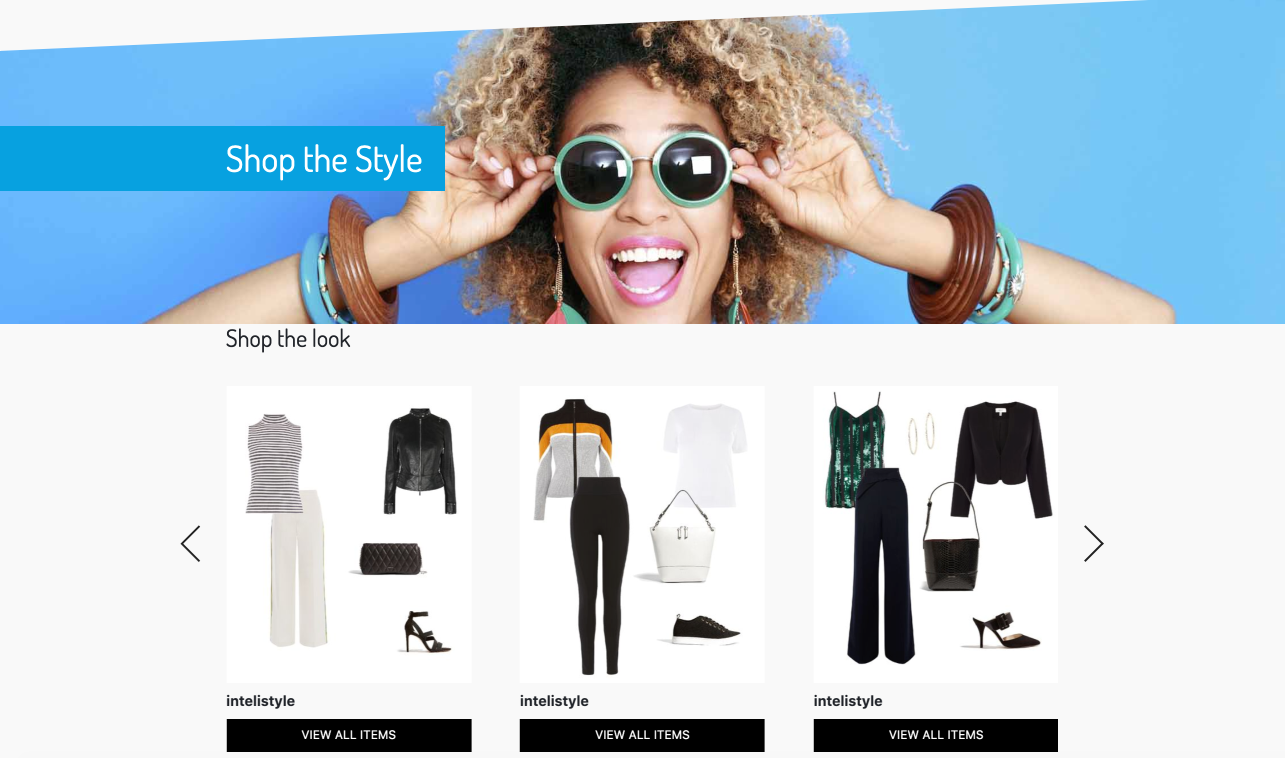 Shop the Style
Shop the look
intelistyle
VIEW ALL ITEMS
intelistyle
VIEW ALL ITEMS
intelistyle
VIEW ALL ITEMS